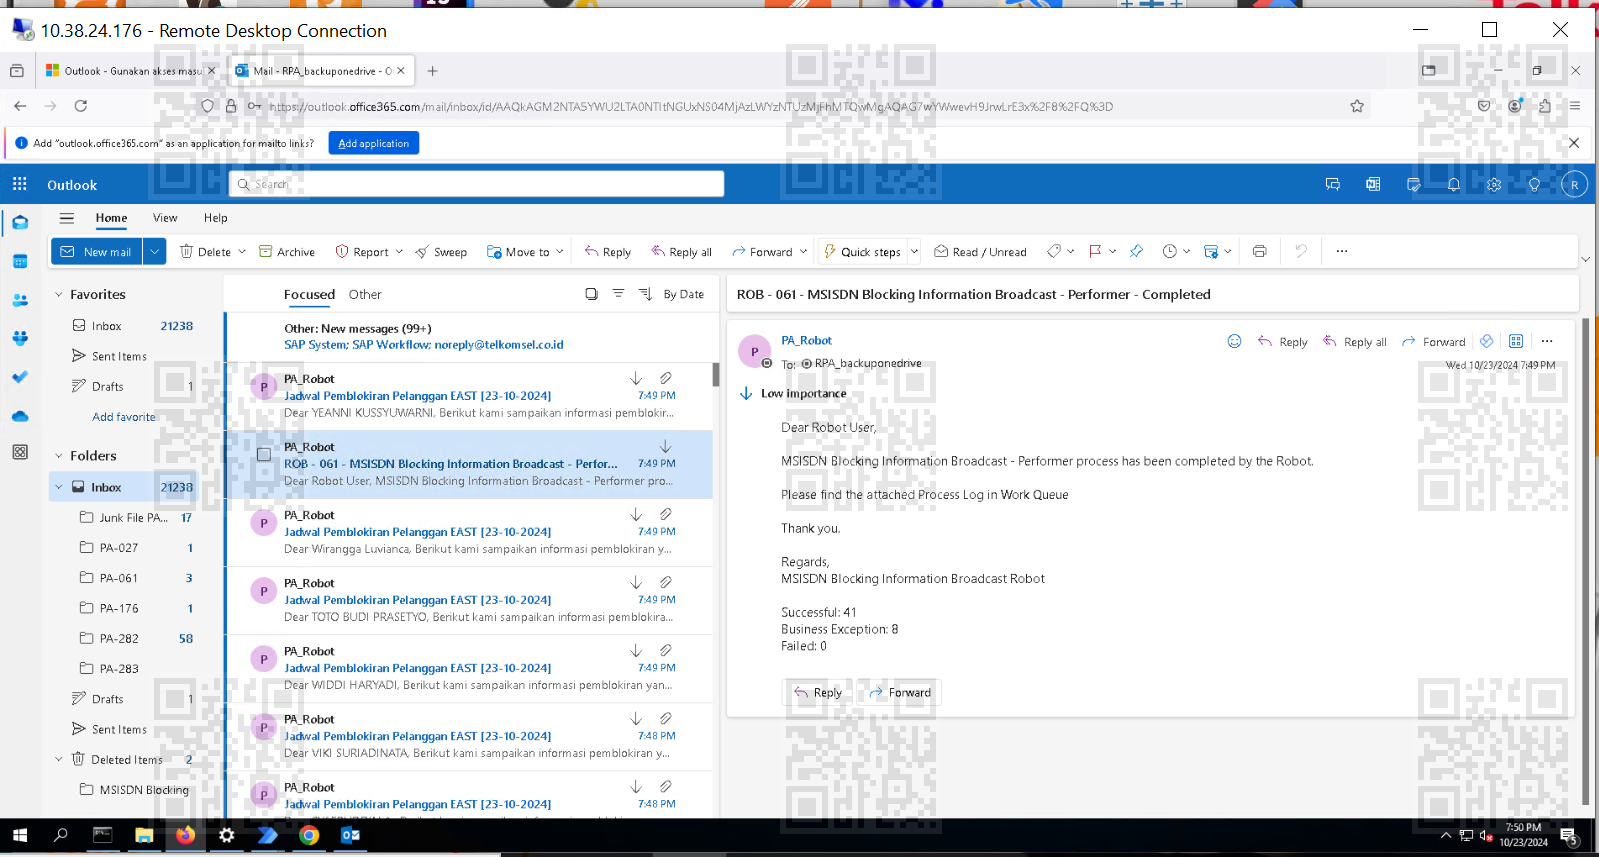 10.38.24.176 - Remote Desktop Connection
Outlook - Gunakan akses masu
Mail - RPA_backuponedrive - O
Add "outlook.office365.com" as an application for mailto links?
Add application
Outlook
Search
R
Home View Help
New mail Delete Archive Report Sweep Move to Reply Reply all Forward Quick steps Read / Unread
Favorites
Inbox 21238
Sent Items
Drafts 1
Add favorite
Folders
Inbox 21238
Junk File PA... 17
PA-027 1
PA-061 3
PA-176 1
PA-282 58
PA-283
Drafts 1
Sent Items
Deleted Items 2
MSISDN Blocking
Focused Other By Date
Other: New messages (99+)
SAP System; SAP Workflow; noreply@telkomsel.co.id
P
PA_Robot
Jadwal Pemblokiran Pelanggan EAST [23-10-2024] 7:49 PM
Dear YEANNI KUSSYUWARNI, Berikut kami sampaikan informasi pemblokir...
PA_Robot
ROB - 061 - MSISDN Blocking Information Broadcast - Perfor... 7:49 PM
Dear Robot User, MSISDN Blocking Information Broadcast - Performer pro...
P
PA_Robot
Jadwal Pemblokiran Pelanggan EAST [23-10-2024] 7:49 PM
Dear Wirangga Luvianca, Berikut kami sampaikan informasi pemblokiran y...
P
PA_Robot
Jadwal Pemblokiran Pelanggan EAST [23-10-2024] 7:49 PM
Dear TOTO BUDI PRASETYO, Berikut kami sampaikan informasi pemblokira...
P
PA_Robot
Jadwal Pemblokiran Pelanggan EAST [23-10-2024] 7:49 PM
Dear WIDDI HARYADI, Berikut kami sampaikan informasi pemblokiran yan...
P
PA_Robot
Jadwal Pemblokiran Pelanggan EAST [23-10-2024] 7:48 PM
Dear VIKI SURIADINATA, Berikut kami sampaikan informasi pemblokiran y...
P
PA_Robot
Jadwal Pemblokiran Pelanggan EAST [23-10-2024] 7:48 PM
ROB - 061 - MSISDN Blocking Information Broadcast - Performer - Completed
P
PA_Robot
Reply Reply all Forward
To: RPA_backuponedrive
Wed 10/23/2024 7:49 PM
Low importance
Dear Robot User,
MSISDN Blocking Information Broadcast - Performer process has been completed by the Robot.
Please find the attached Process Log in Work Queue
Thank you.
Regards,
MSISDN Blocking Information Broadcast Robot
Successful: 41
Business Exception: 8
Failed: 0
Reply Forward
7:50 PM
10/23/2024
5